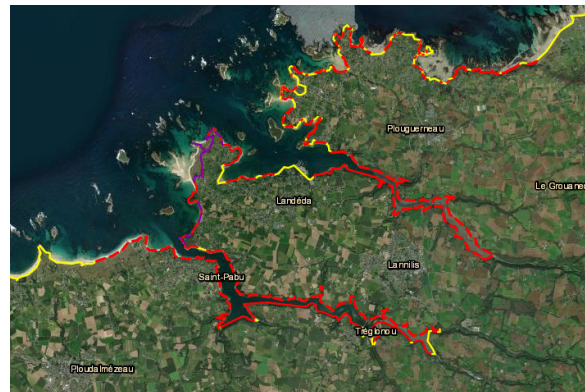 Plouguerneau
Le Grouane
Landéda
Lannilis
Saint-Pabu
Tréglonou
Ploudalmézeau